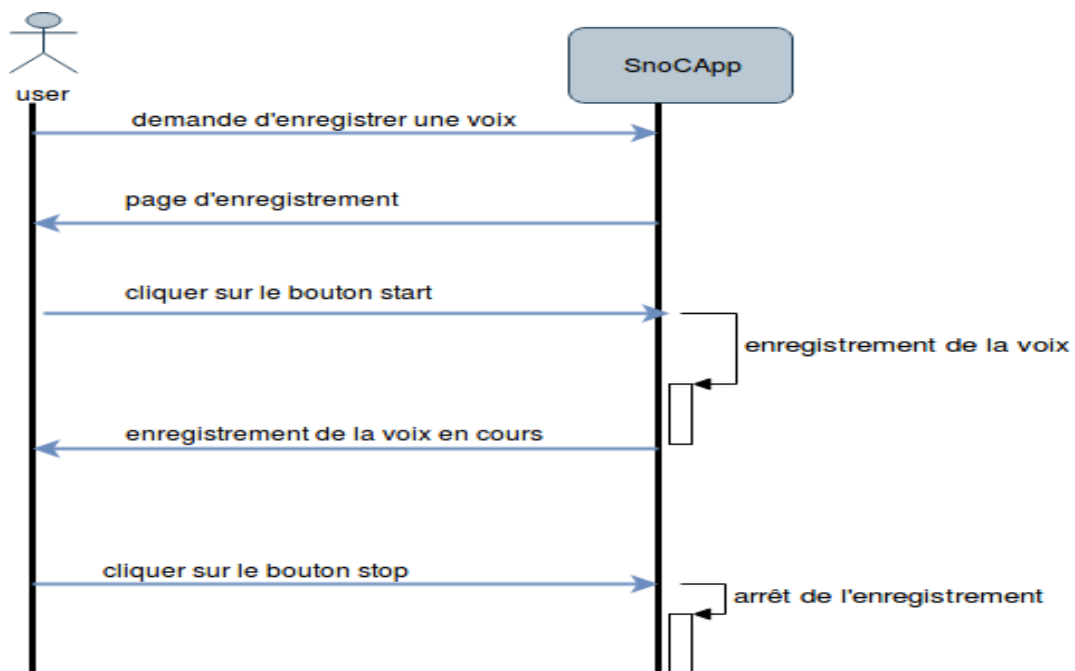 SnoCApp
user
demande d'enregistrer une voix
page d'enregistrement
cliquer sur le bouton start
enregistrement de la voix
enregistrement de la voix en cours
cliquer sur le bouton stop
arrêt de l'enregistrement